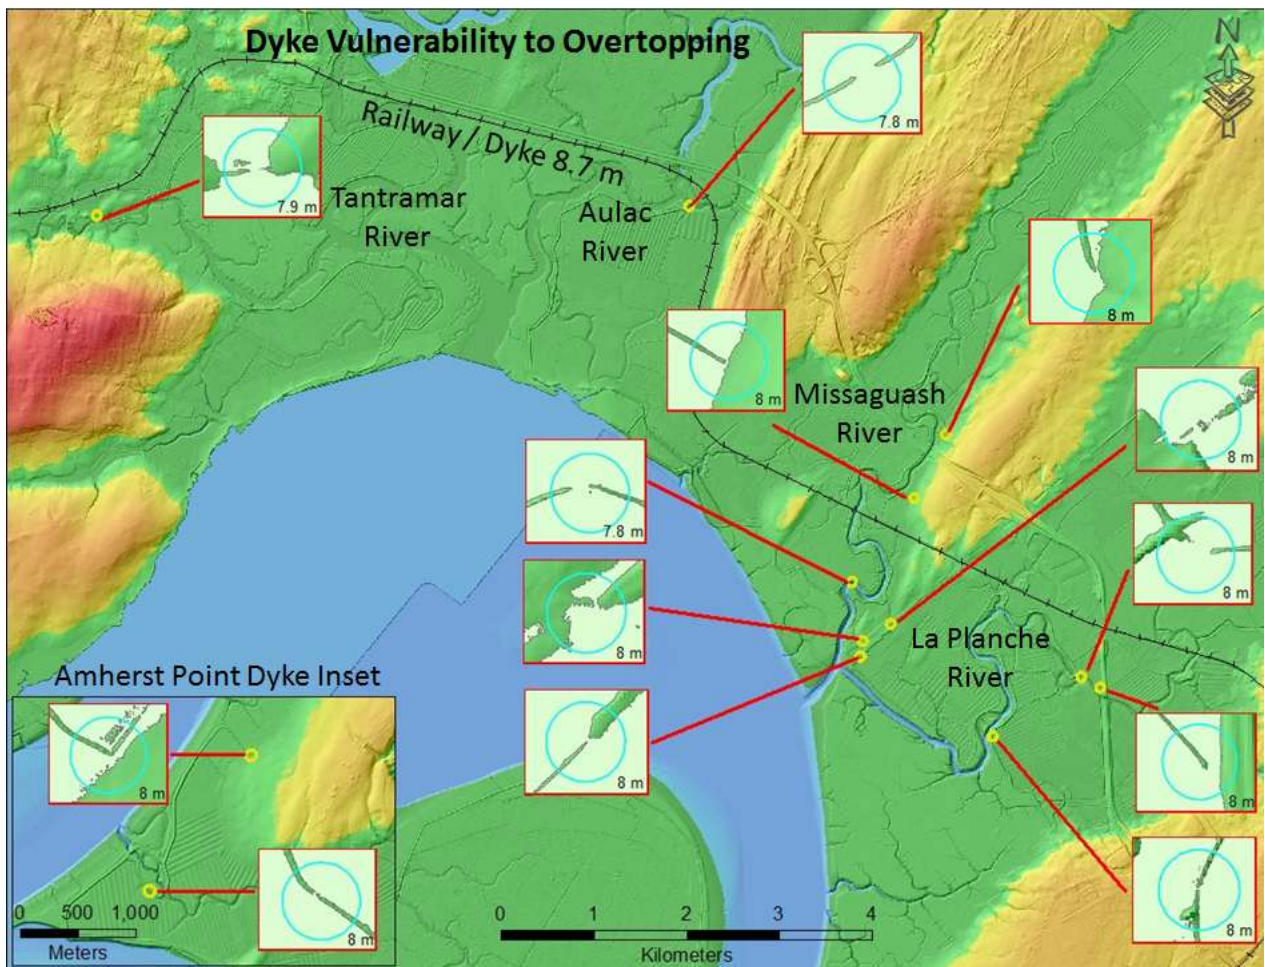 Dyke Vulnerability to Overtopping
N
7.8 m
Railway / Dyke 8.7 m
7.9 m
Tantramar
River
Aulac
River
8 m
8 m
Missaguash
River
8 m
7.8 m
8 m
8 m
La Planche
River
Amherst Point Dyke Inset
8 m
8 m
8 m
8 m
8 m
0 500 1,000
Meters
0 1 2 3 4
Kilometers